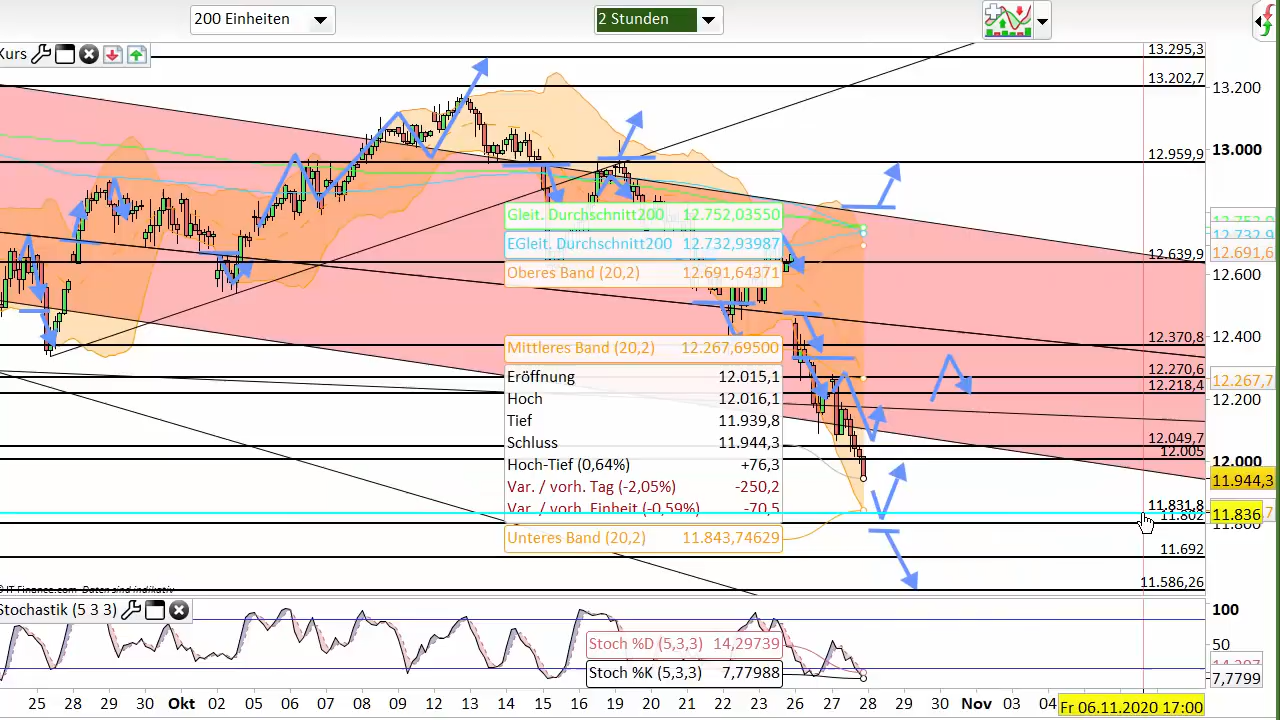 200 Einheiten
2 Stunden
Kurs
13.295,3
13.202,7
13.200
13.000
12.959,9
Gleit. Durchschnitt200 12.752,03550
EGleit. Durchschnitt200 12.732,93987
12.732,9
12.639,9
12.691,6
Oberes Band (20,2) 12.691,64371
12.600
12.370,8
12.400
Mittleres Band (20,2) 12.267,69500
12.270,6
12.267,7
Eröffnung 12.015,1
12.218,4
Hoch 12.016,1
12.200
Tief 11.939,8
12.049,7
Schluss 11.944,3
12.005
12.000
Hoch-Tief (0,64%) +76,3
11.944,3
Var. / vorh. Tag (-2,05%) -250,2
11.831,8
Var. / vorh. Einheit (-0,59%) -70,5
11.836
11.802
11.800
Unteres Band (20,2) 11.843,74629
11.692
11.586,26
© IT-Finance.com Daten sind indikativ
Stochastik (5 3 3)
100
Stoch %D (5,3,3) 14,29739
50
Stoch %K (5,3,3) 7,77988
7,7799
25 28 29 30 Okt 02 05 06 07 08 09 12 13 14 15 16 19 20 21 22 23 26 27 28 29 30 Nov 03 04 Fr 06.11.2020 17:00